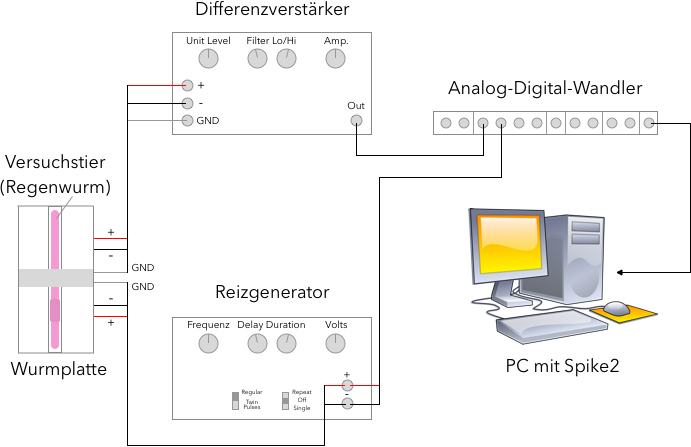 Differenzverstärker
Unit Level Filter Lo/Hi Amp.
+
-
GND
Out
Analog-Digital-Wandler
Versuchstier
(Regenwurm)
+
-
GND
GND
-
+
Wurmplatte
Reizgenerator
Frequenz Delay Duration Volts
Regular
Twin
Pulses
Repeat
Off
Single
+
-
PC mit Spike2